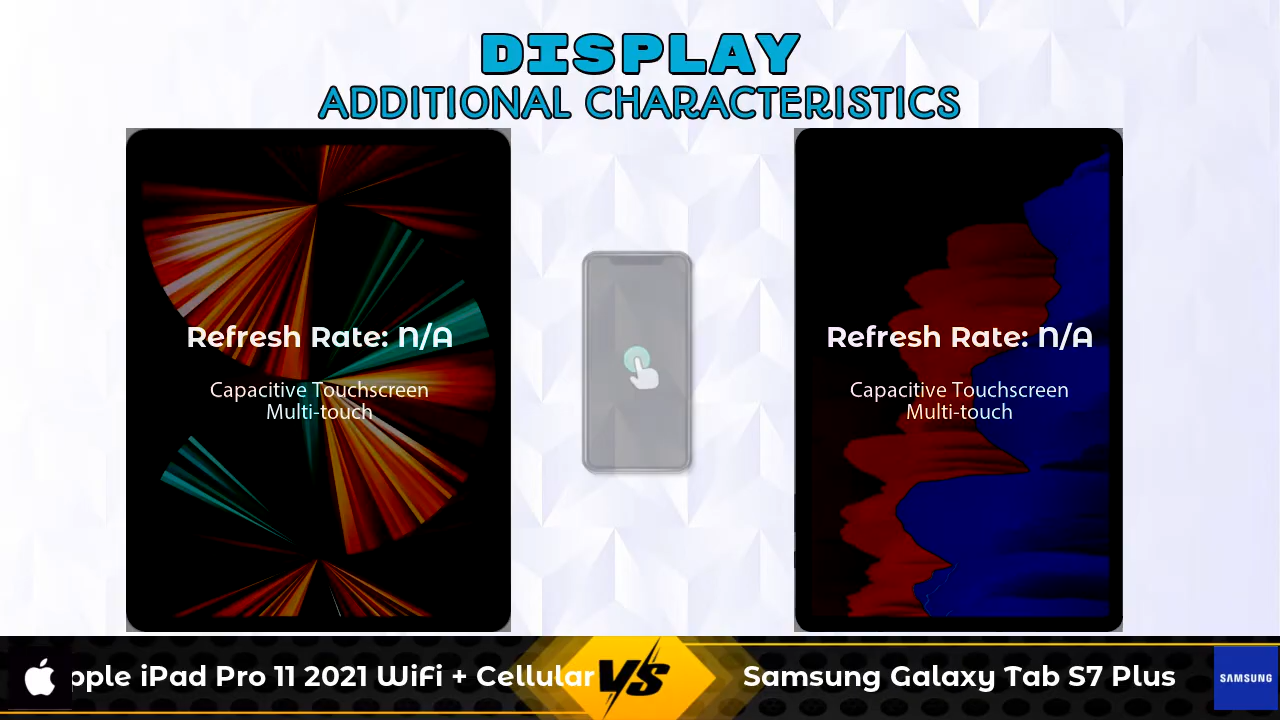 DISPLAY
ADDITIONAL CHARACTERISTICS
Refresh Rate: N/A
Capacitive Touchscreen
Multi-touch
Refresh Rate: N/A
Capacitive Touchscreen
Multi-touch
pple iPad Pro 11 2021 WiFi + Cellular
VS
Samsung Galaxy Tab S7 Plus
SAMSUNG